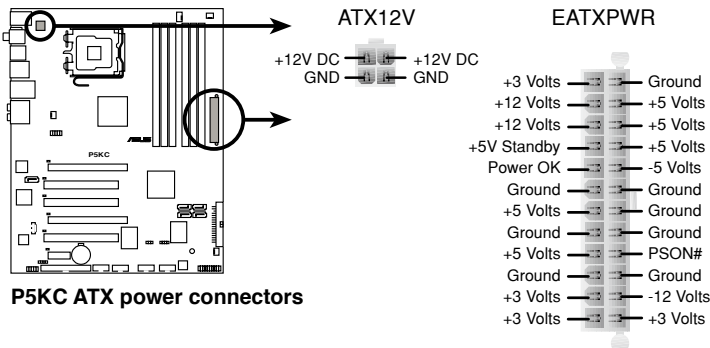 ATX12V
EATXPWR
+12V DC +12V DC
GND GND
+3 Volts Ground
+12 Volts +5 Volts
+12 Volts +5 Volts
+5V Standby +5 Volts
Power OK -5 Volts
Ground Ground
+5 Volts Ground
Ground Ground
+5 Volts PSON#
Ground Ground
+3 Volts -12 Volts
+3 Volts +3 Volts
ASUS
P5KC
P5KC ATX power connectors